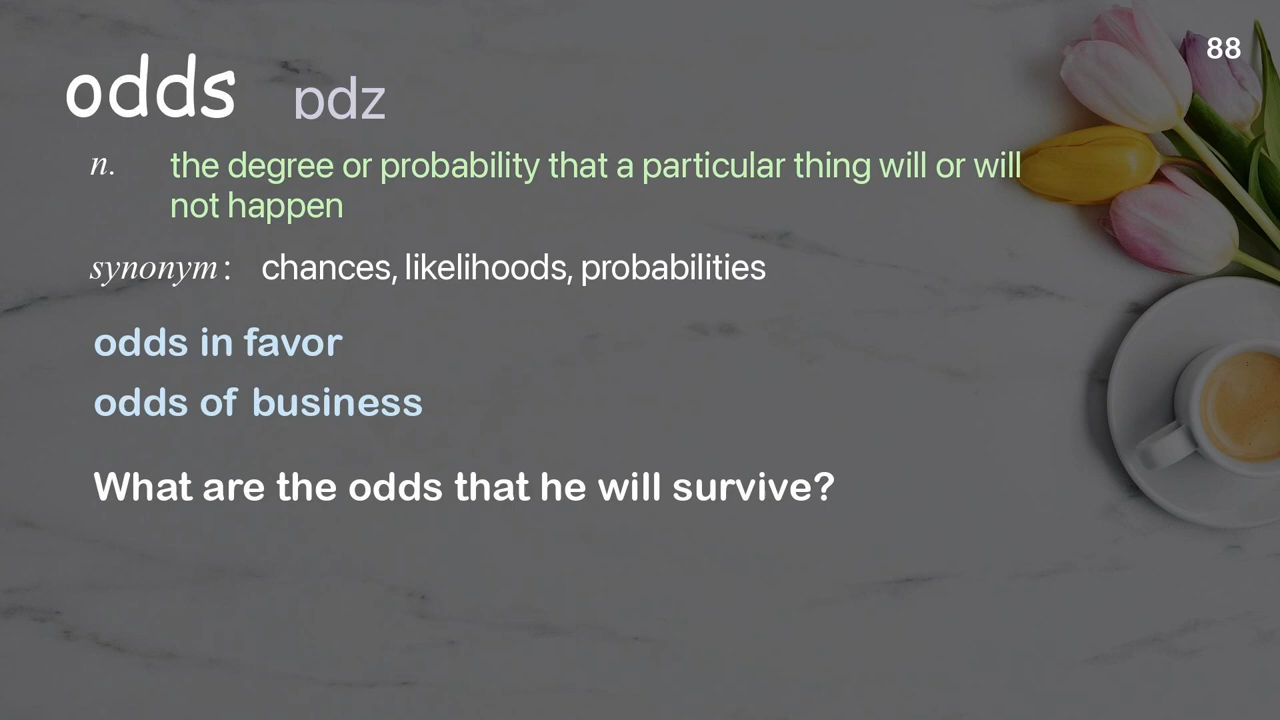 88
odds ɒdz
n. the degree or probability that a particular thing will or will
not happen
synonym: chances, likelihoods, probabilities
odds in favor
odds of business
What are the odds that he will survive?